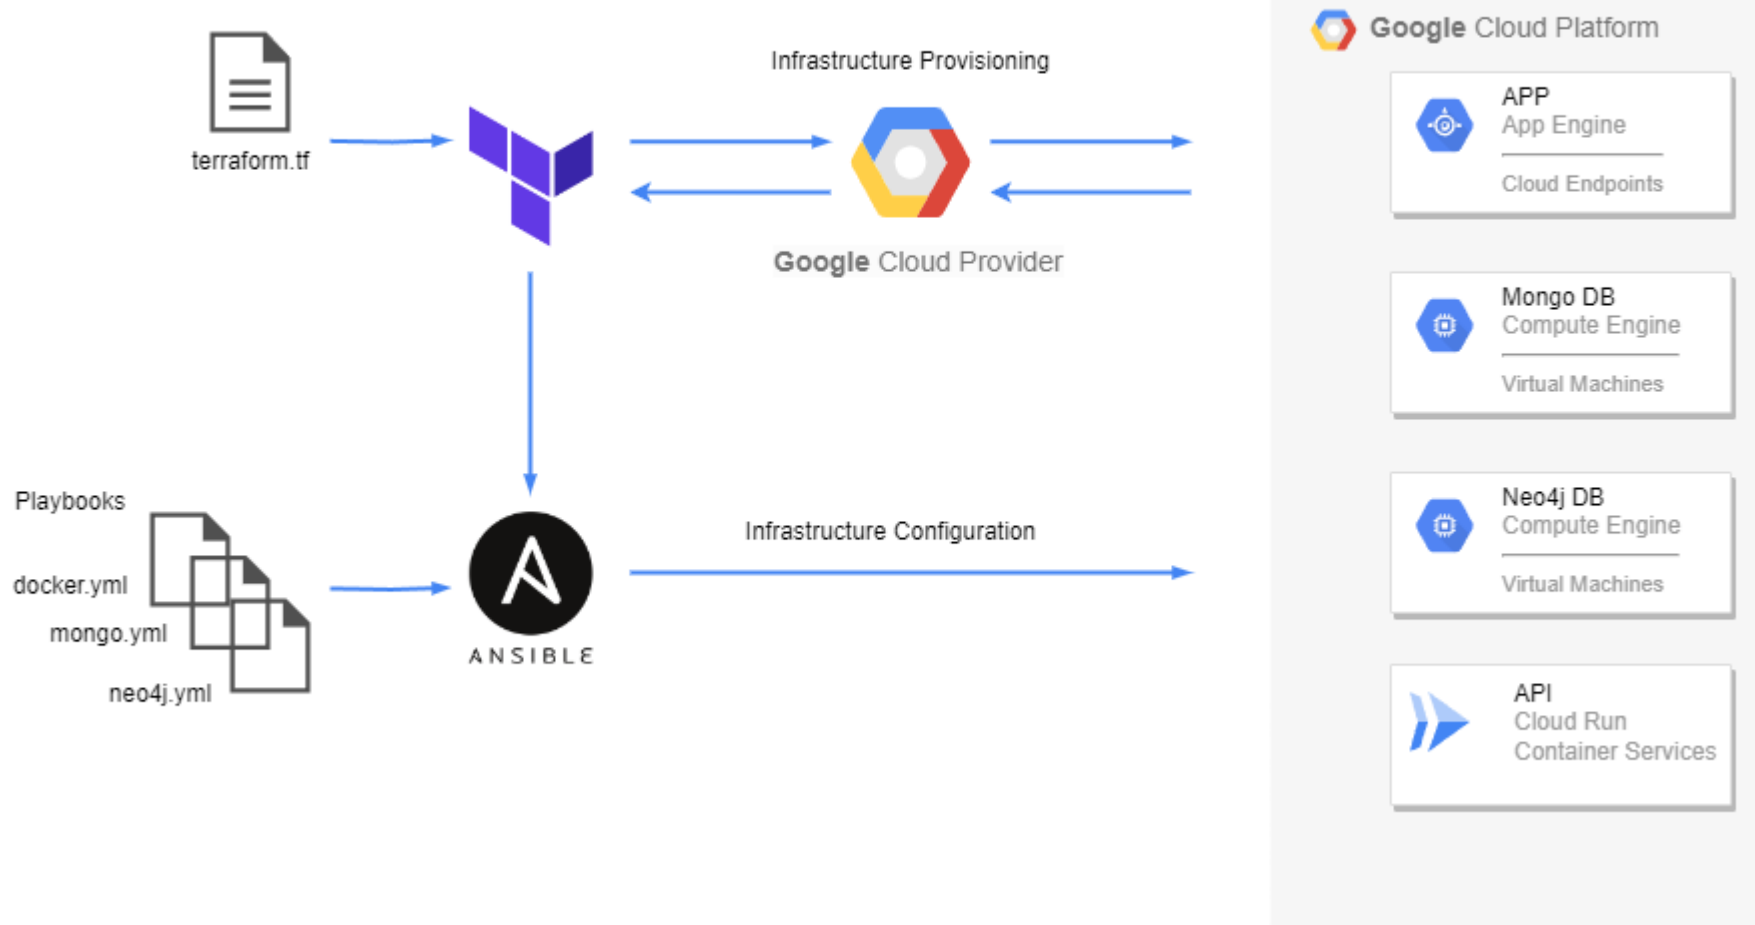 terraform.tf
Infrastructure Provisioning
Google Cloud Provider
Playbooks
docker.yml
mongo.yml
neo4j.yml
ANSIBLE
Infrastructure Configuration
Google Cloud Platform
APP
App Engine
Cloud Endpoints
Mongo DB
Compute Engine
Virtual Machines
Neo4j DB
Compute Engine
Virtual Machines
API
Cloud Run
Container Services